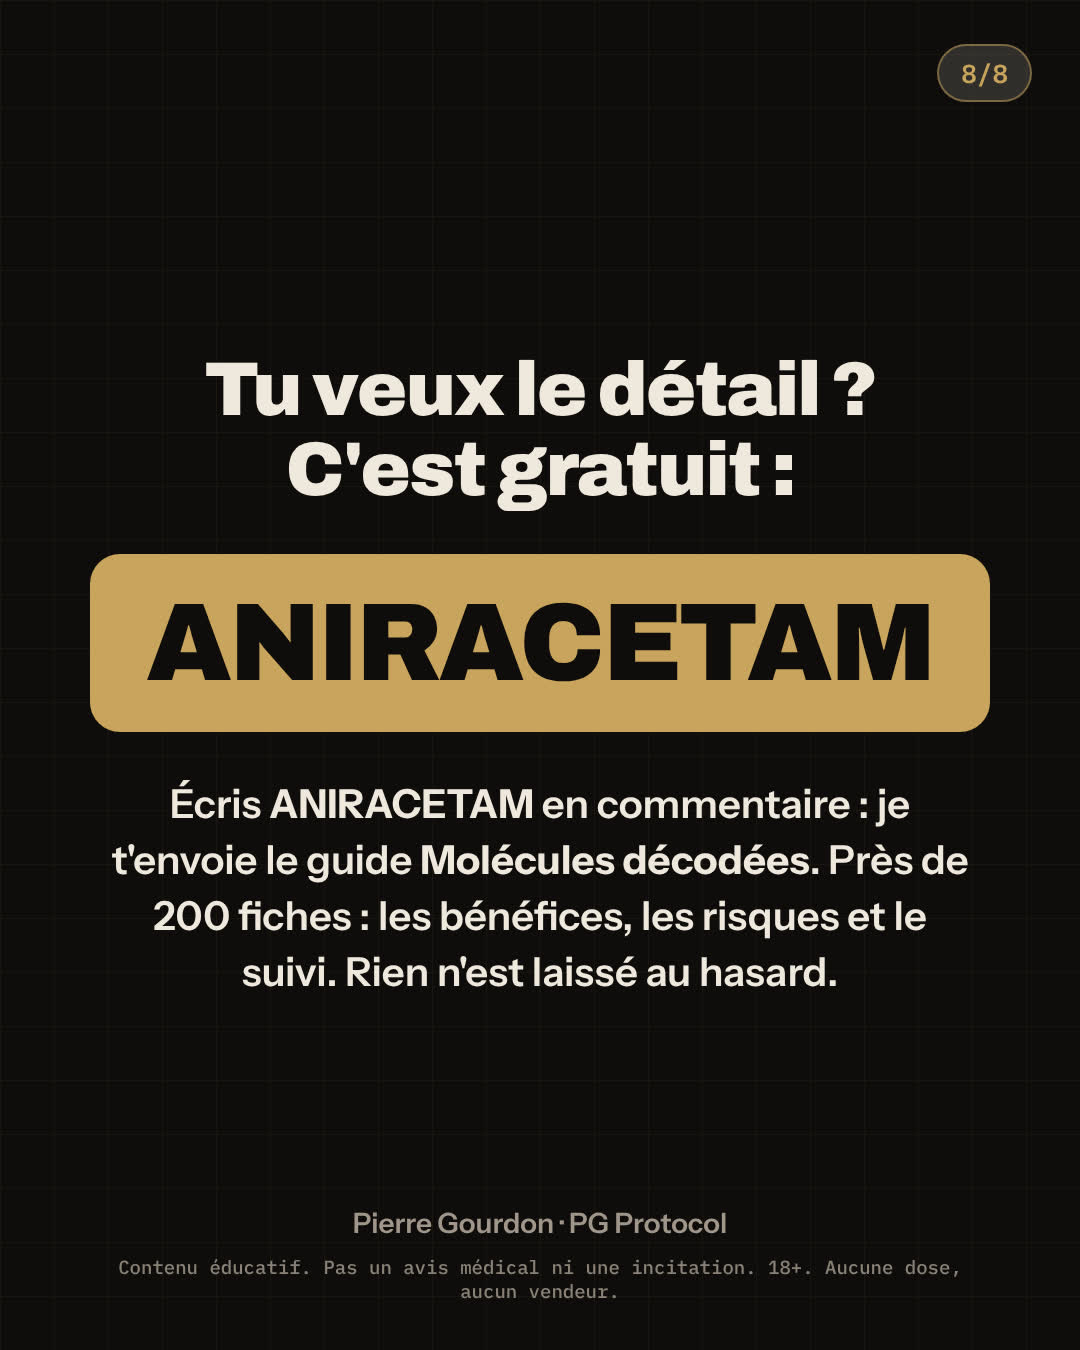 8/8
Tu veux le détail ?
C'est gratuit :
ANIRACETAM
Écris ANIRACETAM en commentaire : je
t'envoie le guide Molécules décodées. Près de
200 fiches : les bénéfices, les risques et le
suivi. Rien n'est laissé au hasard.
Pierre Gourdon · PG Protocol
Contenu éducatif. Pas un avis médical ni une incitation. 18+. Aucune dose,
aucun vendeur.